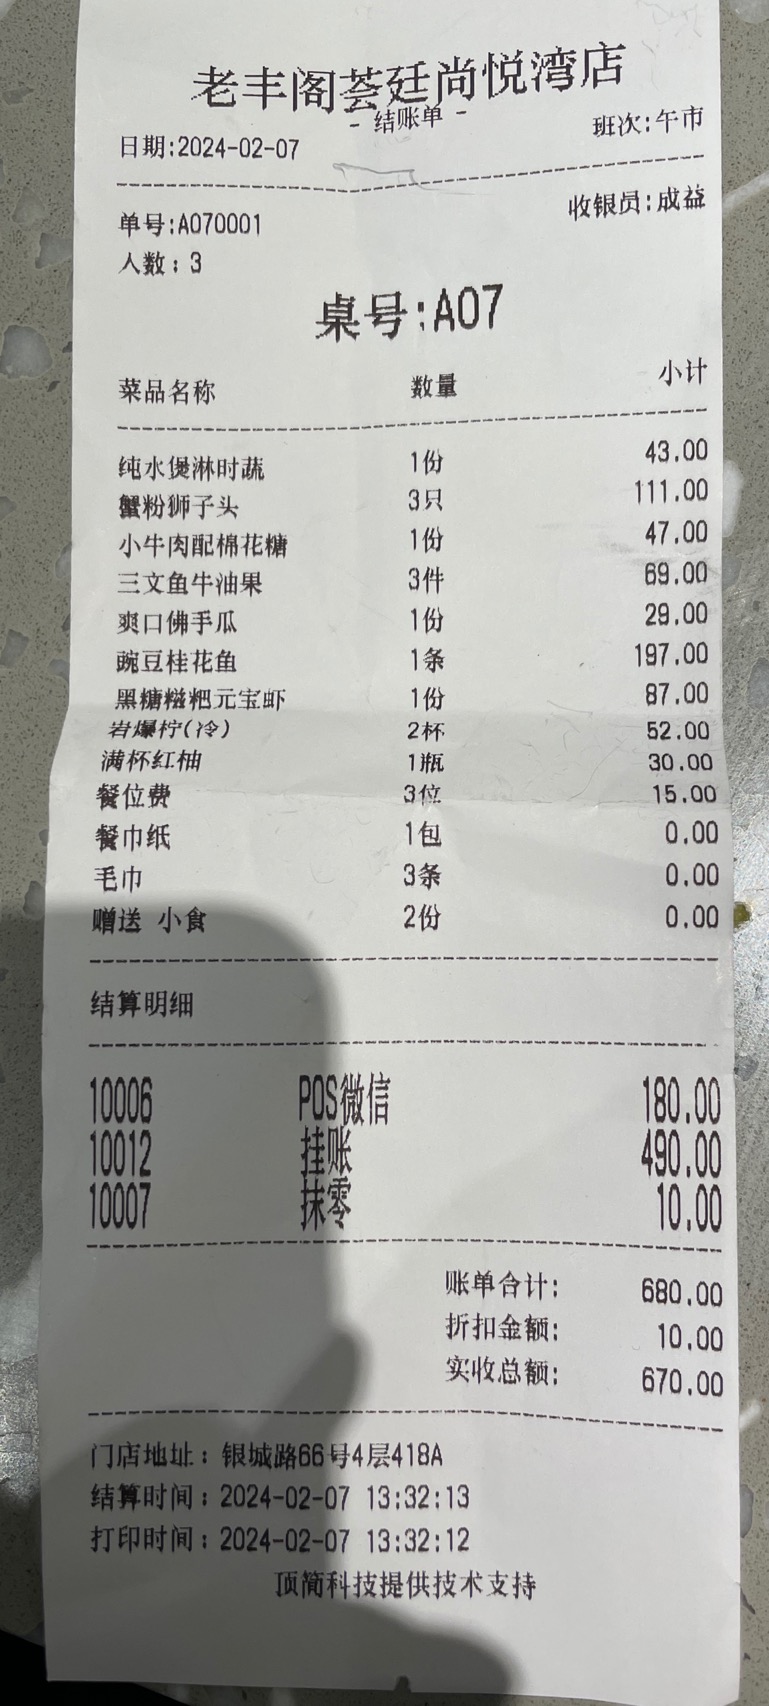 老丰阁荟廷尚悦湾店
- 结账单 -
日期:2024-02-07 班次:午市
单号:A070001 收银员:成益
人数:3
桌号:A07
菜品名称 数量 小计
纯水煲淋时蔬 1份 43.00
蟹粉狮子头 3只 111.00
小牛肉配棉花糖 1份 47.00
三文鱼牛油果 3件 69.00
爽口佛手瓜 1份 29.00
豌豆桂花鱼 1条 197.00
黑糖糍粑元宝虾 1份 87.00
岩爆柠(冷) 2杯 52.00
满杯红柚 1瓶 30.00
餐位费 3位 15.00
餐巾纸 1包 0.00
毛巾 3条 0.00
赠送 小食 2份 0.00
结算明细
10006 POS微信 180.00
10012 挂账 490.00
10007 抹零 10.00
账单合计: 680.00
折扣金额: 10.00
实收总额: 670.00
门店地址:银城路66号4层418A
结算时间:2024-02-07 13:32:13
打印时间:2024-02-07 13:32:12
顶简科技提供技术支持